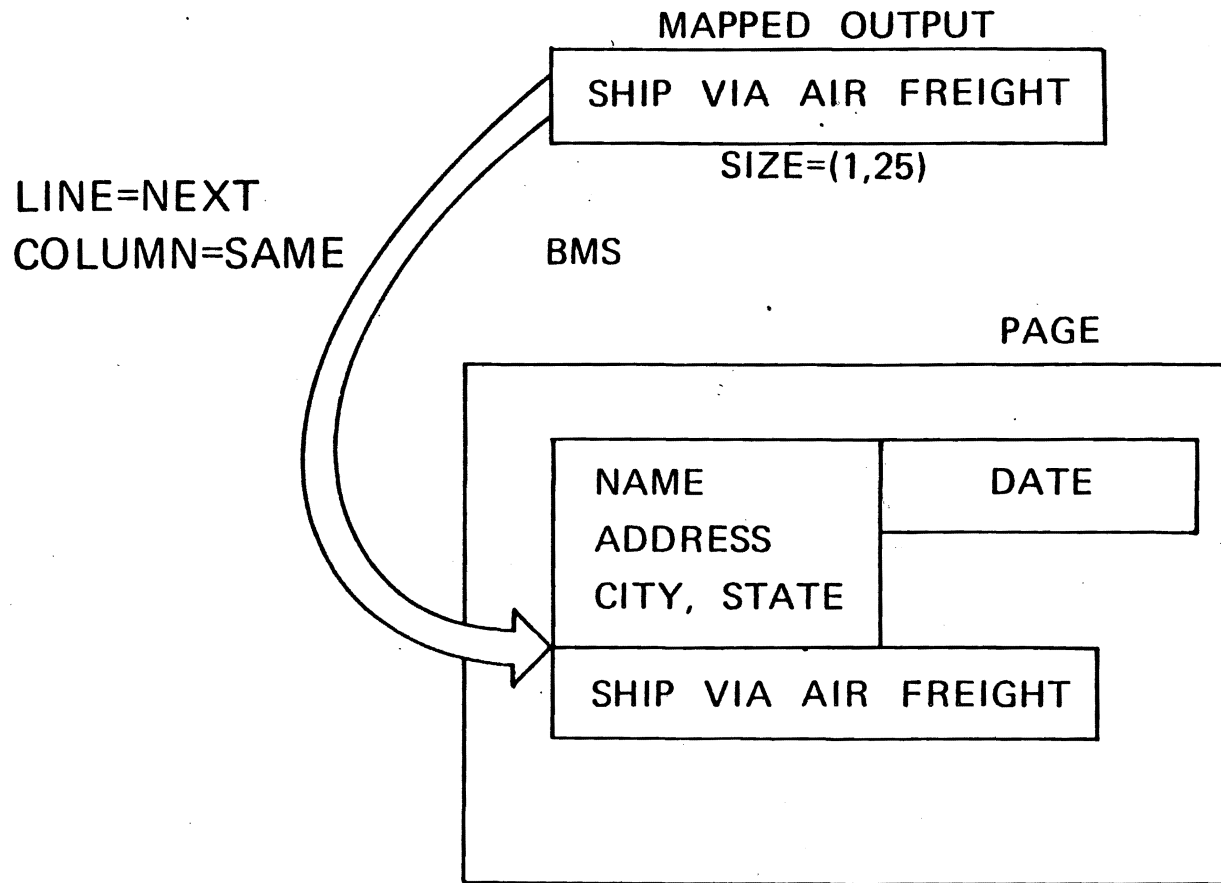 MAPPED OUTPUT
SHIP VIA AIR FREIGHT
SIZE=(1,25)
LINE=NEXT
COLUMN=SAME
BMS
PAGE
NAME
DATE
ADDRESS
CITY, STATE
SHIP VIA AIR FREIGHT